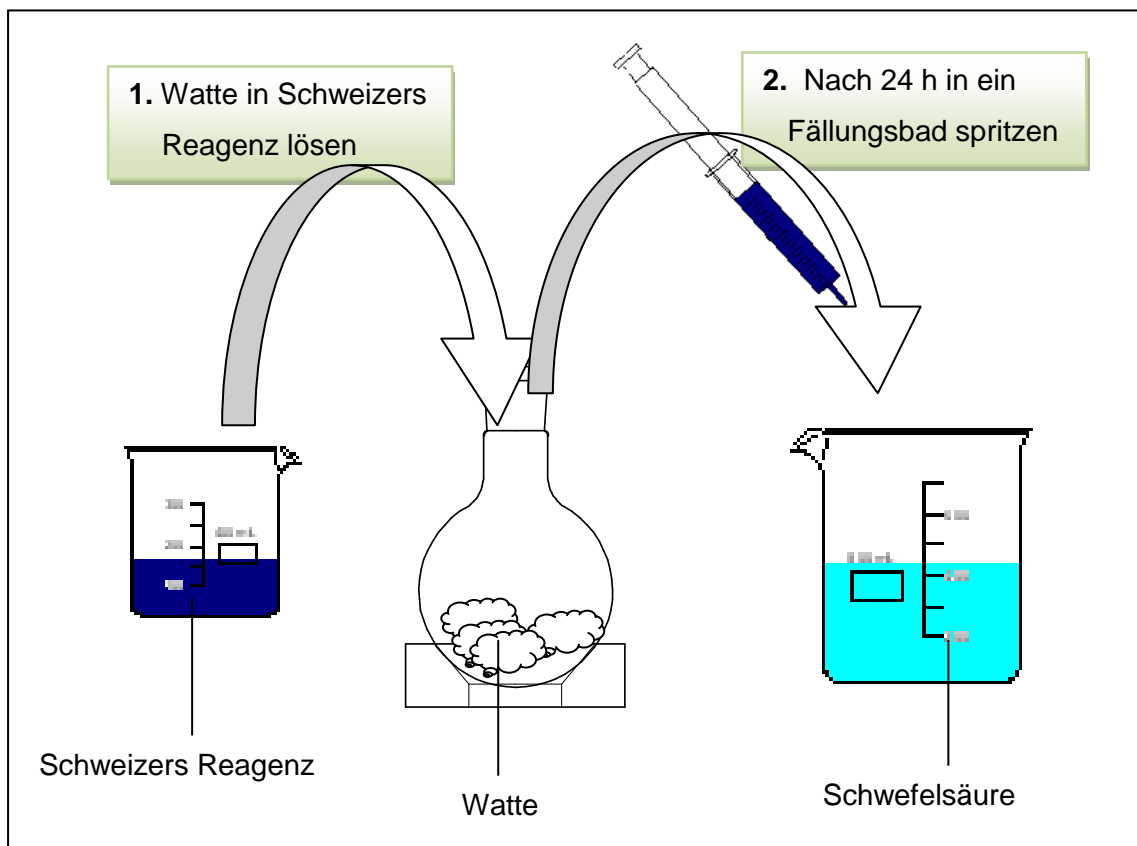 1. Watte in Schweizers
Reagenz lösen
2. Nach 24 h in ein
Fällungsbad spritzen
Schweizers Reagenz
Watte
Schwefelsäure